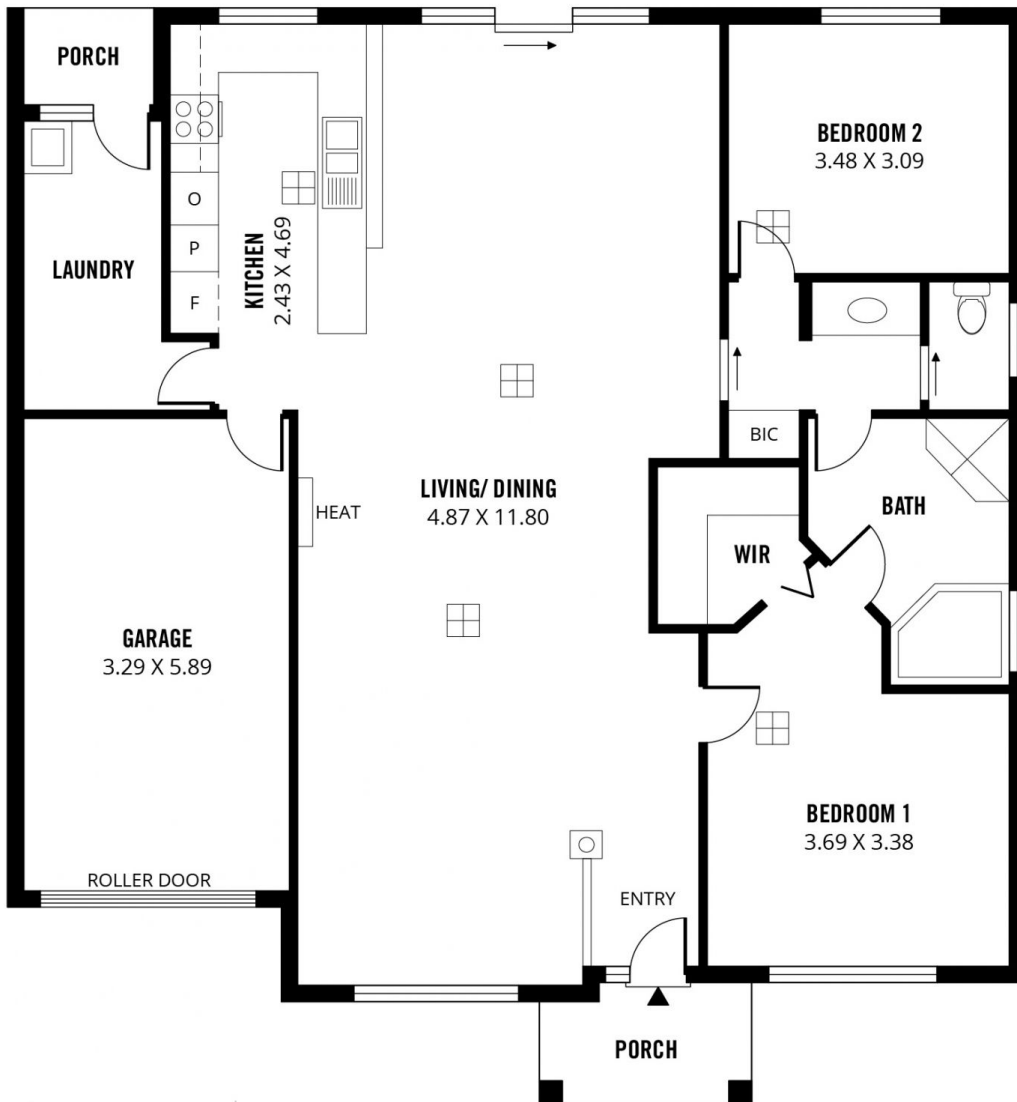 PORCH
BEDROOM 2
3.48 X 3.09
O
P
F
KITCHEN
2.43 X 4.69
LAUNDRY
BIC
LIVING/ DINING
4.87 X 11.80
HEAT
BATH
WIR
GARAGE
3.29 X 5.89
BEDROOM 1
3.69 X 3.38
ROLLER DOOR
ENTRY
PORCH